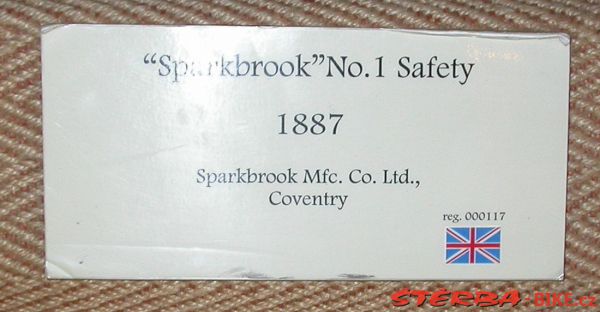 “Sparkbrook”No.1 Safety
1887
Sparkbrook Mfc. Co. Ltd.,
Coventry
reg. 000117
STERBA-BIKE.cz